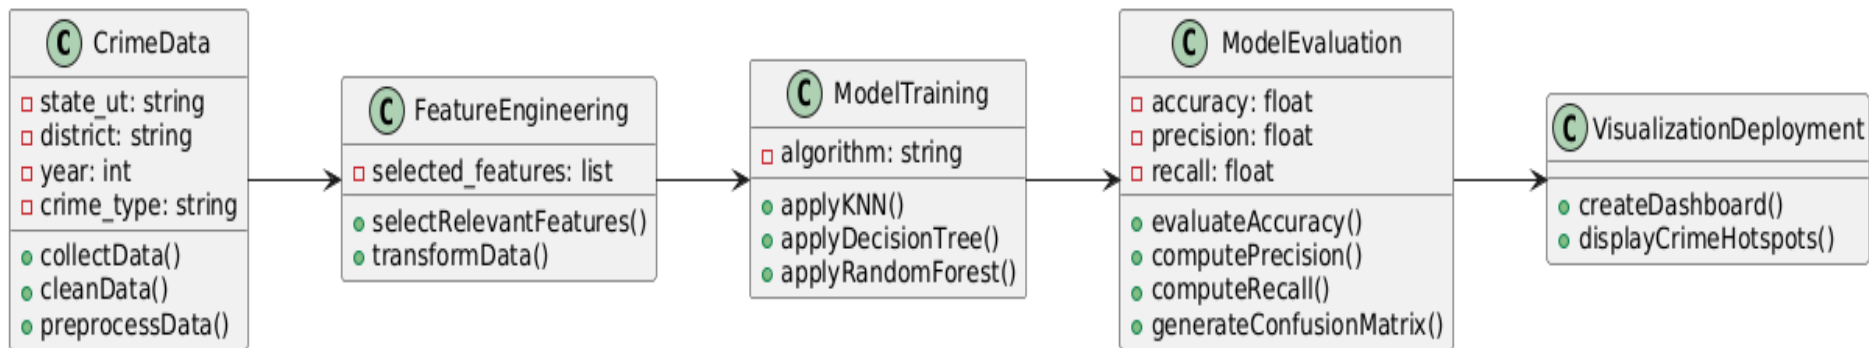 C CrimeData
state_ut: string
district: string
year: int
crime_type: string
collectData()
cleanData()
preprocessData()
C FeatureEngineering
selected_features: list
selectRelevantFeatures()
transformData()
C ModelTraining
algorithm: string
applyKNN()
applyDecisionTree()
applyRandomForest()
C ModelEvaluation
accuracy: float
precision: float
recall: float
evaluateAccuracy()
computePrecision()
computeRecall()
generateConfusionMatrix()
C VisualizationDeployment
createDashboard()
displayCrimeHotspots()